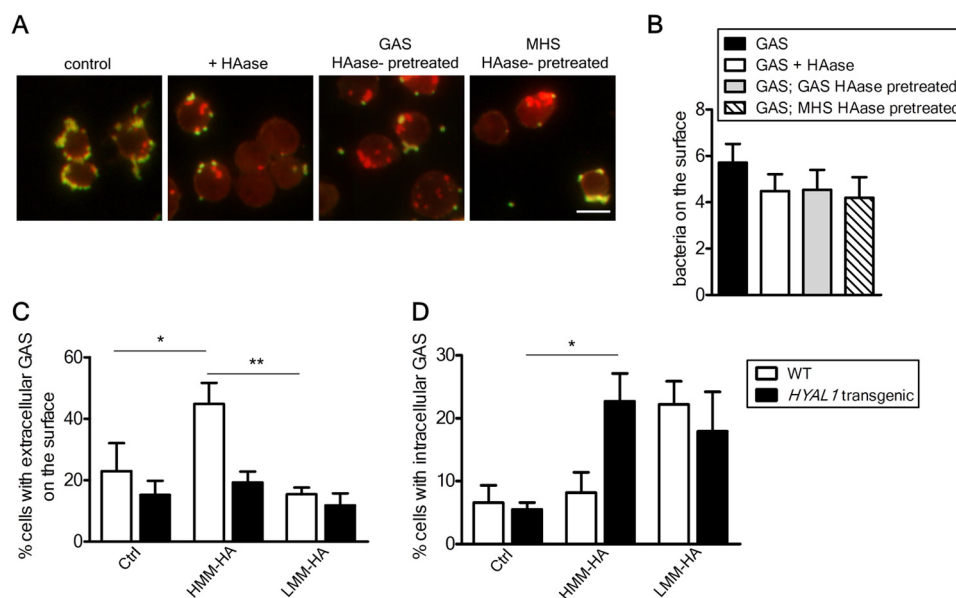 A
control
+ HAase
GAS
HAase- pretreated
MHS
HAase- pretreated
B
GAS
GAS + HAase
GAS; GAS HAase pretreated
GAS; MHS HAase pretreated
bacteria on the surface
8
6
4
2
0
C
% cells with extracellular GAS
on the surface
60
40
20
0
*
**
Ctrl
HMM-HA
LMM-HA
D
% cells with intracellular GAS
30
20
10
0
*
Ctrl
HMM-HA
LMM-HA
WT
HYAL1 transgenic